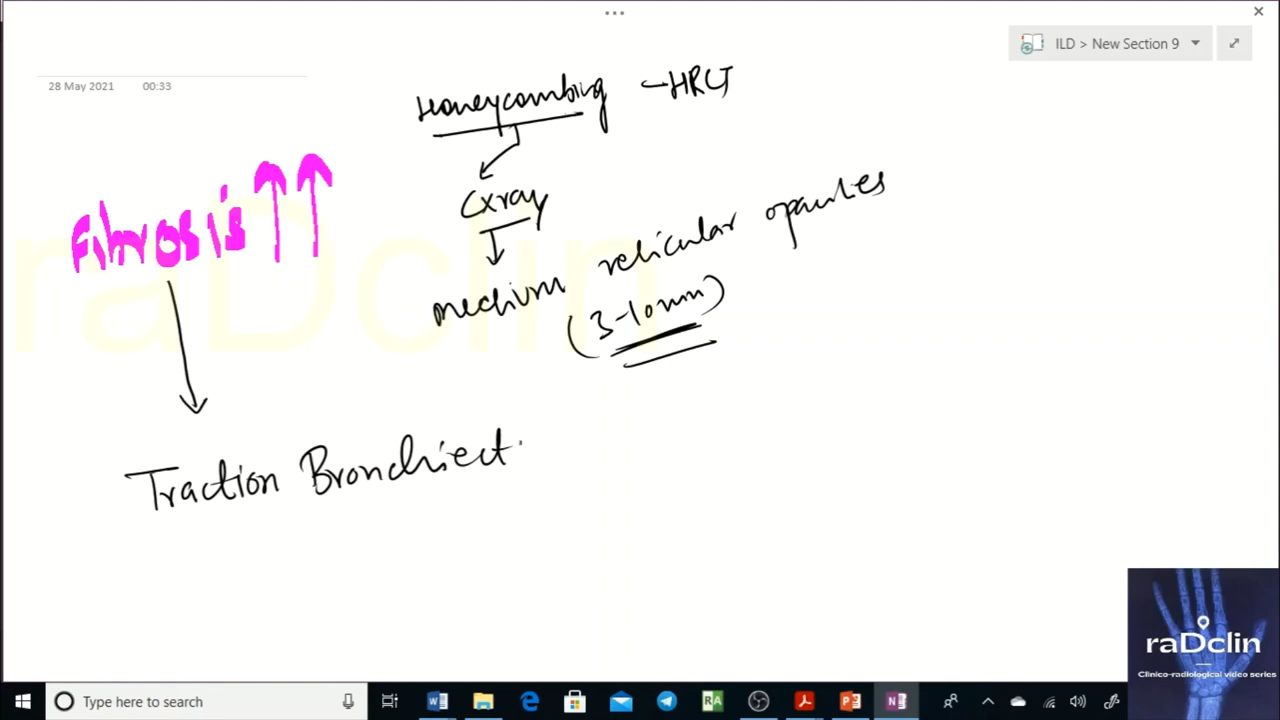 ILD > New Section 9
28 May 2021 00:33
Honeycombing - HRCT
Cxray
medium reticular opacities
(3-10mm)
Fibrosis ↑↑
Traction Bronchiect
raDclin
Type here to search
raDclin
Clinico-radiological video series